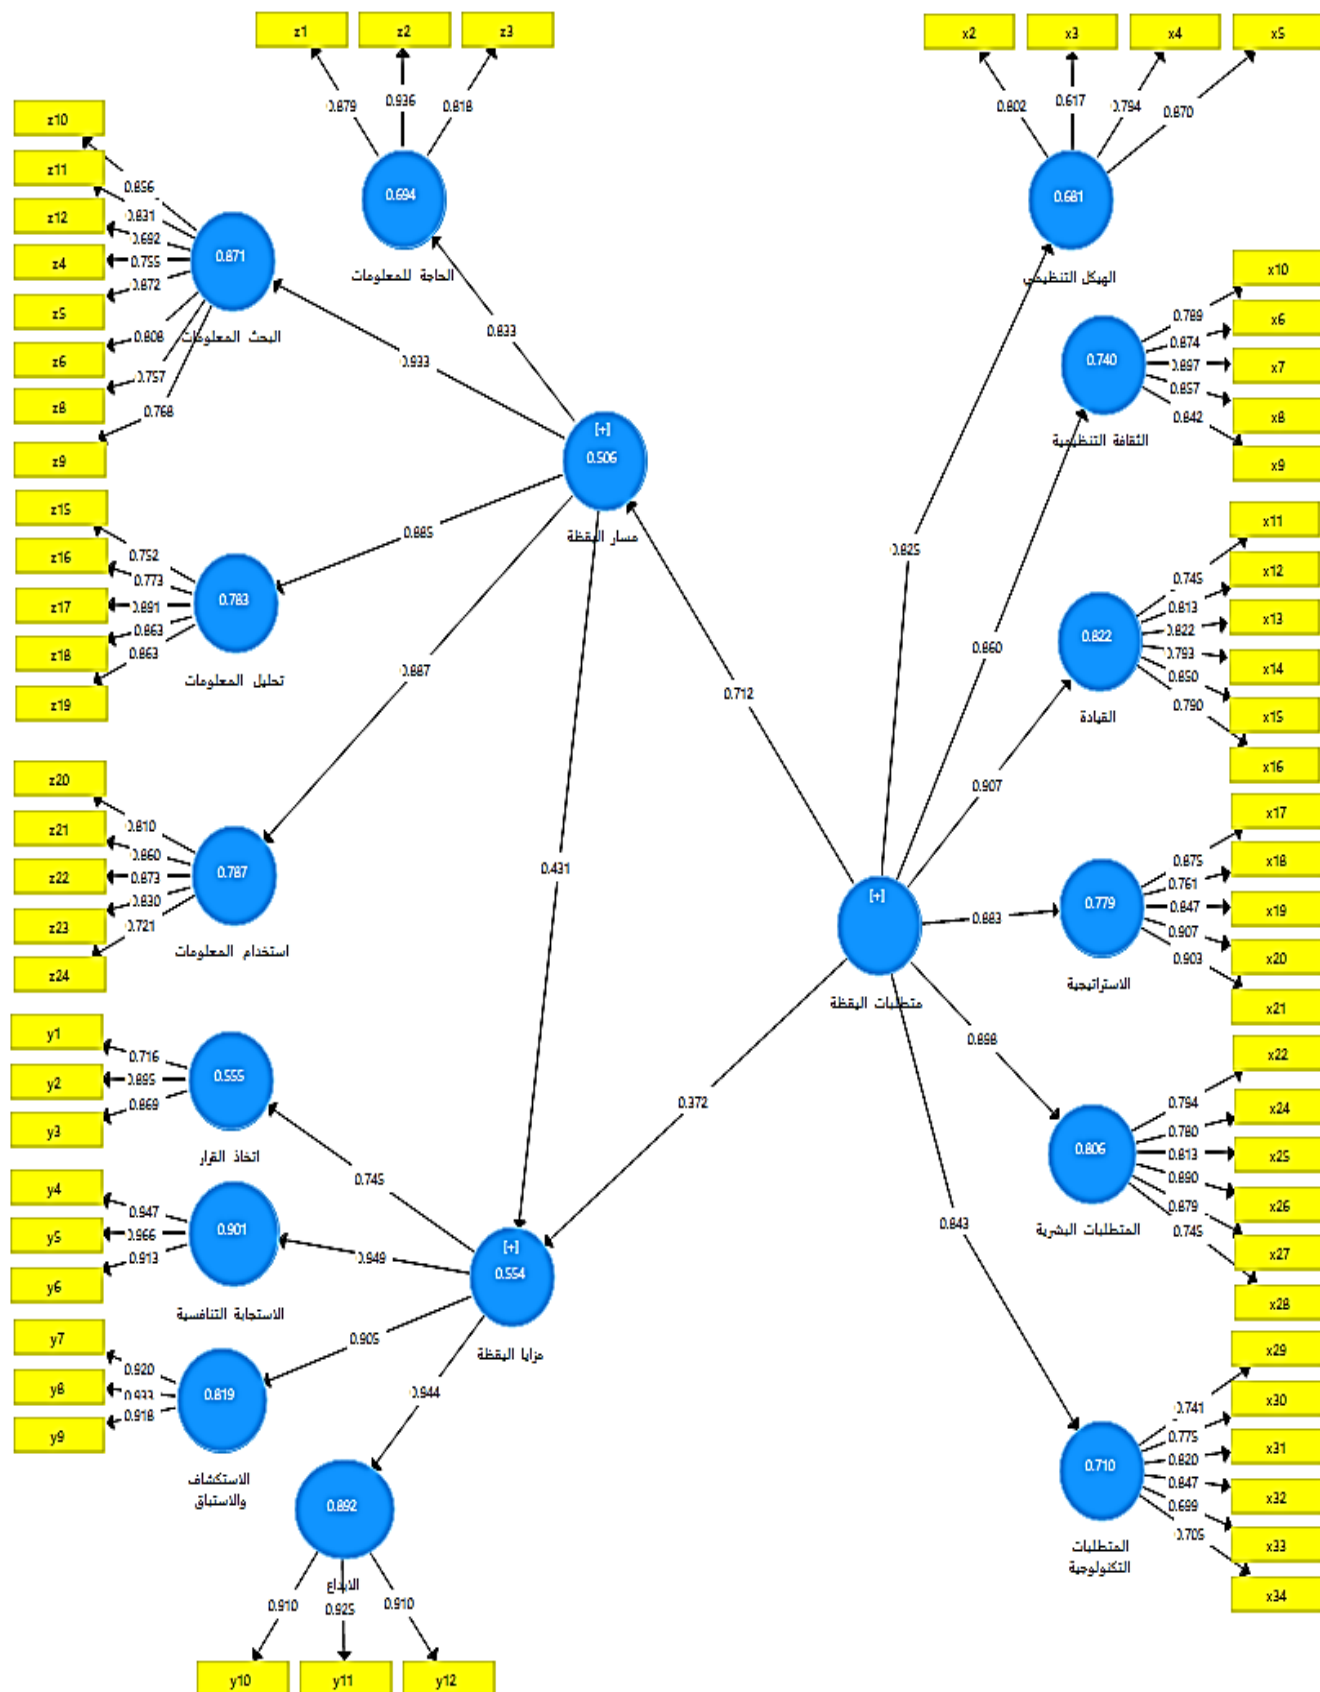 z1
z2
z3
0.879
0.936
0.818
0.694
الحاجة للمعلومات
z10
z11
z12
z4
z5
z6
z8
z9
0.856
0.831
0.692
0.755
0.872
0.808
0.757
0.768
0.871
البحث المعلومات
0.833
0.933
[+]
0.506
مسار اليقظة
z15
z16
z17
z18
z19
0.752
0.773
0.891
0.863
0.863
0.783
تحليل المعلومات
0.885
0.887
z20
z21
z22
z23
z24
0.810
0.860
0.873
0.830
0.721
0.787
استخدام المعلومات
0.712
0.431
y1
y2
y3
0.716
0.895
0.869
0.555
اتخاذ القرار
y4
y5
y6
0.947
0.966
0.913
0.901
الاستجابة التنافسية
y7
y8
y9
0.920
0.933
0.918
0.819
الاستكشاف
والاستباق
0.745
0.949
0.905
0.944
[+]
0.554
مزايا اليقظة
0.892
الابداع
0.910
0.925
0.910
y10
y11
y12
x2
x3
x4
x5
0.802
0.617
0.794
0.870
0.681
الهيكل التنظيمي
x10
x6
x7
x8
x9
0.789
0.874
0.897
0.857
0.842
0.740
الثقافة التنظيمية
0.825
0.860
x11
x12
x13
x14
x15
x16
0.745
0.813
0.822
0.793
0.850
0.790
0.822
القيادة
0.907
x17
x18
x19
x20
x21
0.875
0.761
0.847
0.907
0.903
0.779
الاستراتيجية
0.883
[+]
متطلبات اليقظة
0.372
0.898
0.843
x22
x24
x25
x26
x27
x28
0.794
0.780
0.813
0.890
0.879
0.745
0.806
المتطلبات البشرية
x29
x30
x31
x32
x33
x34
0.741
0.775
0.820
0.847
0.699
0.705
0.710
المتطلبات
التكنولوجية